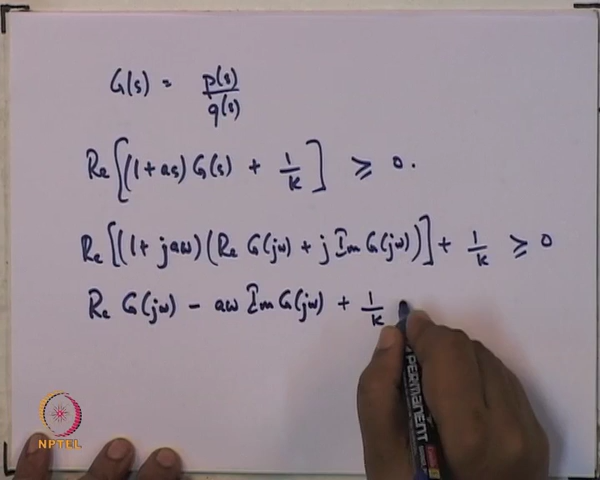 G(s) = p(s)/q(s)
Re[(1+as)G(s) + 1/k] ≥ 0.
Re[(1+jaω)(Re G(jω) + j Im G(jω))] + 1/k ≥ 0
Re G(jω) - aω Im G(jω) + 1/k
PERMANENT
NPTEL